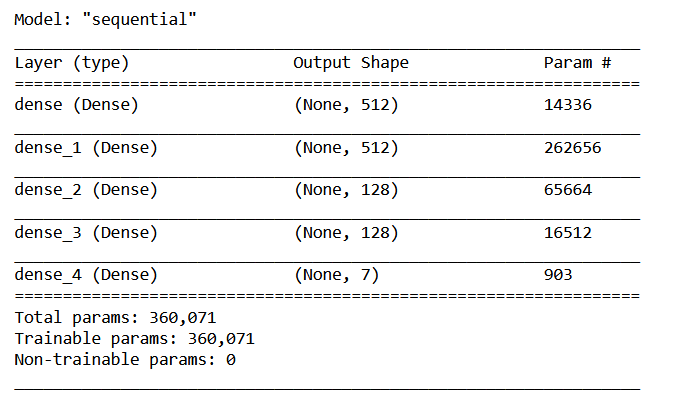 Model: "sequential"
_________________________________________________________________
Layer (type)                 Output Shape              Param #
=================================================================
dense (Dense)                (None, 512)               14336
_________________________________________________________________
dense_1 (Dense)              (None, 512)               262656
_________________________________________________________________
dense_2 (Dense)              (None, 128)               65664
_________________________________________________________________
dense_3 (Dense)              (None, 128)               16512
_________________________________________________________________
dense_4 (Dense)              (None, 7)                 903
=================================================================
Total params: 360,071
Trainable params: 360,071
Non-trainable params: 0
_________________________________________________________________